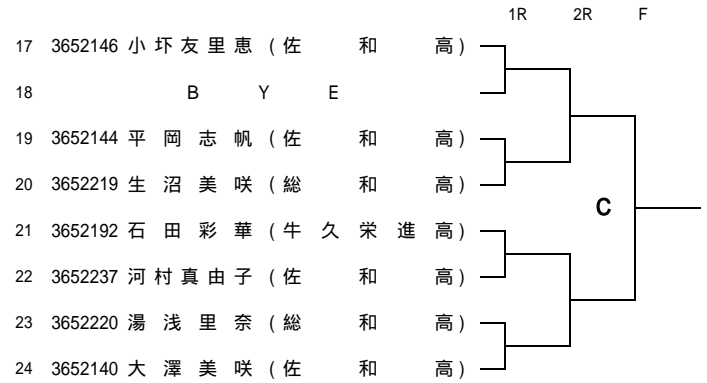 1R 2R F
17 3652146 小圷友里恵(佐和高)
18 BYE
19 3652144 平岡志帆(佐和高)
20 3652219 生沼美咲(総和高)
C
21 3652192 石田彩華(牛久栄進高)
22 3652237 河村真由子(佐和高)
23 3652220 湯浅里奈(総和高)
24 3652140 大澤美咲(佐和高)